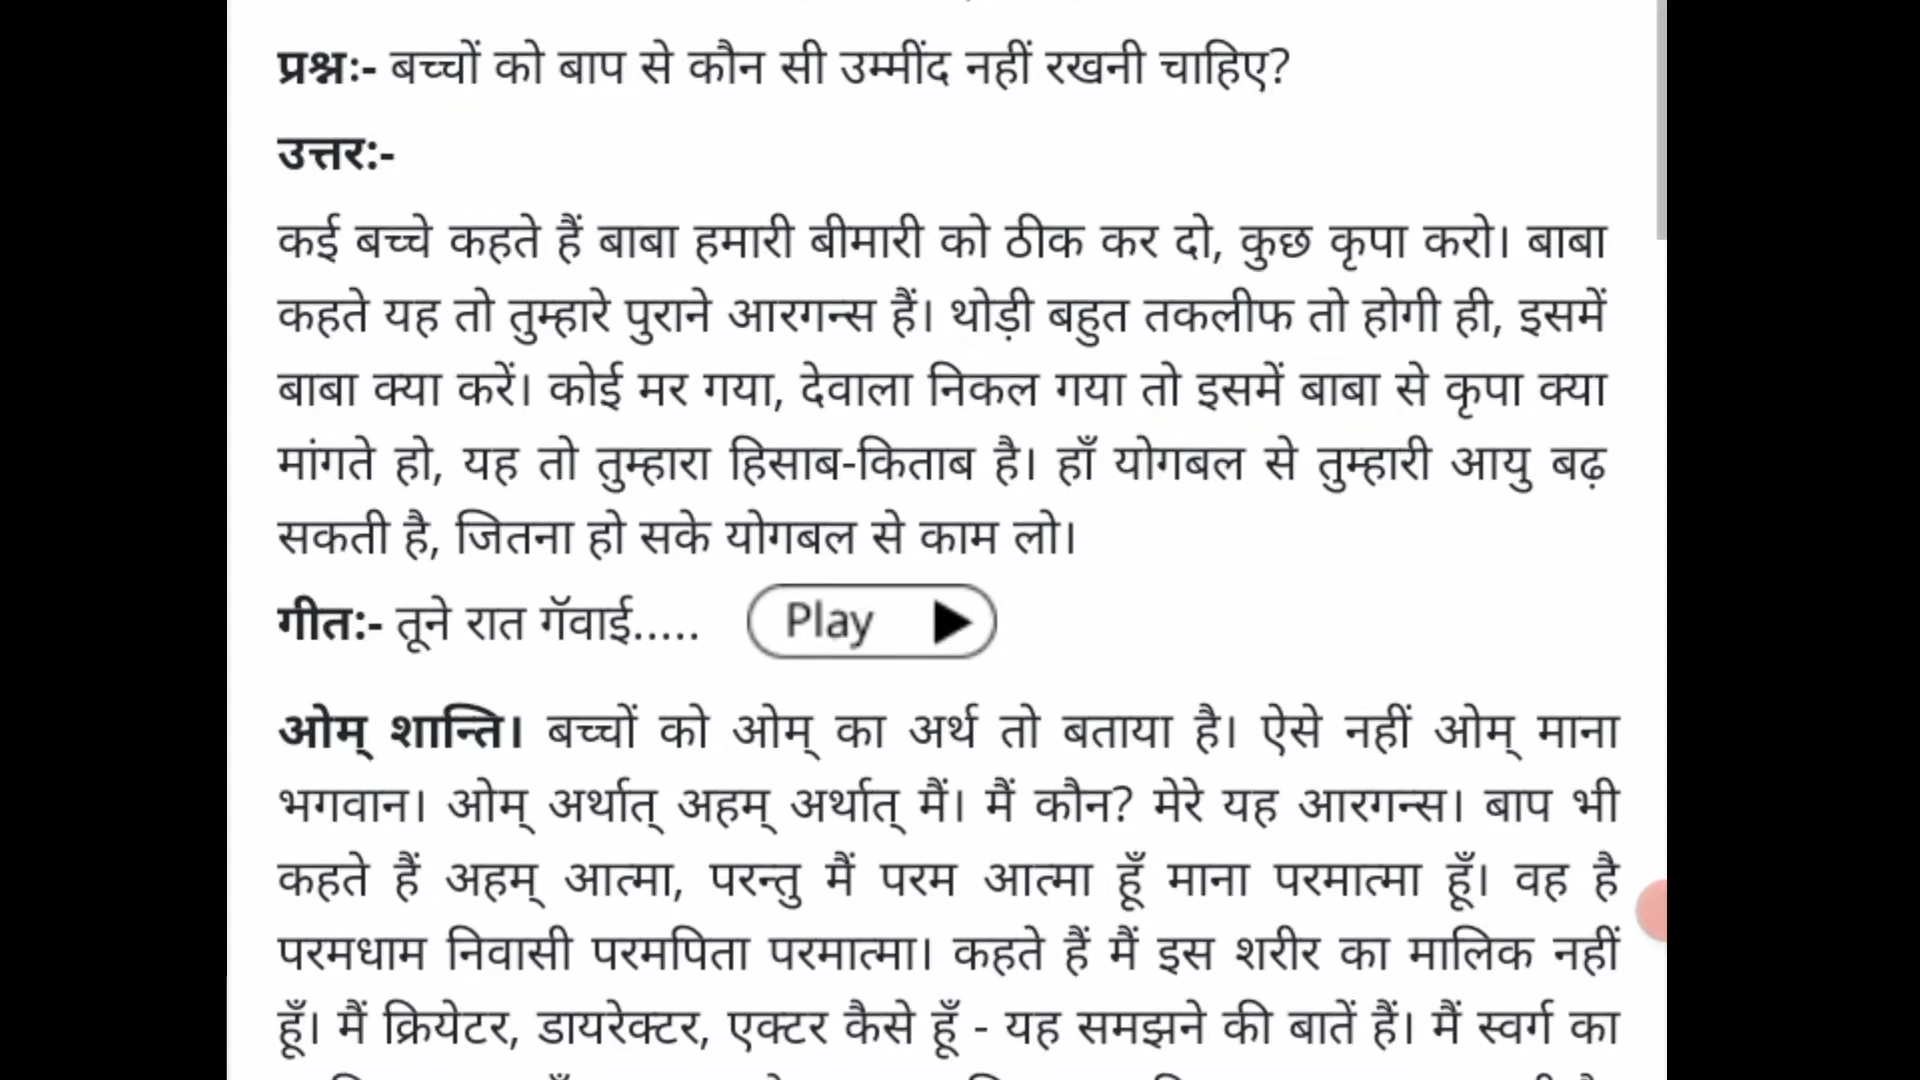 प्रश्नः- बच्चों को बाप से कौन सी उम्मींद नहीं रखनी चाहिए?
उत्तर:-
कई बच्चे कहते हैं बाबा हमारी बीमारी को ठीक कर दो, कुछ कृपा करो। बाबा
कहते यह तो तुम्हारे पुराने आरगन्स हैं। थोड़ी बहुत तकलीफ तो होगी ही, इसमें
बाबा क्या करें। कोई मर गया, देवाला निकल गया तो इसमें बाबा से कृपा क्या
मांगते हो, यह तो तुम्हारा हिसाब-किताब है। हाँ योगबल से तुम्हारी आयु बढ़
सकती है, जितना हो सके योगबल से काम लो।
गीत:- तूने रात गॅवाई..... Play
ओम् शान्ति। बच्चों को ओम् का अर्थ तो बताया है। ऐसे नहीं ओम् माना
भगवान। ओम् अर्थात् अहम् अर्थात् मैं। मैं कौन? मेरे यह आरगन्स। बाप भी
कहते हैं अहम् आत्मा, परन्तु मैं परम आत्मा हूँ माना परमात्मा हूँ। वह है
परमधाम निवासी परमपिता परमात्मा। कहते हैं मैं इस शरीर का मालिक नहीं
हूँ। मैं क्रियेटर, डायरेक्टर, एक्टर कैसे हूँ - यह समझने की बातें हैं। मैं स्वर्ग का